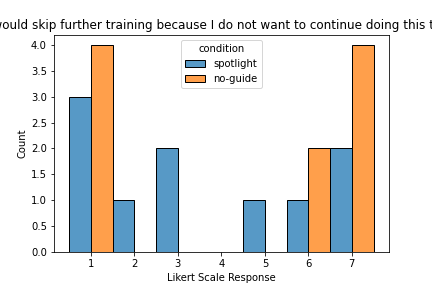 would skip further training because I do not want to continue doing this t
condition
spotlight
no-guide
4.0
3.5
3.0
2.5
2.0
1.5
1.0
0.5
0.0
Count
1 2 3 4 5 6 7
Likert Scale Response